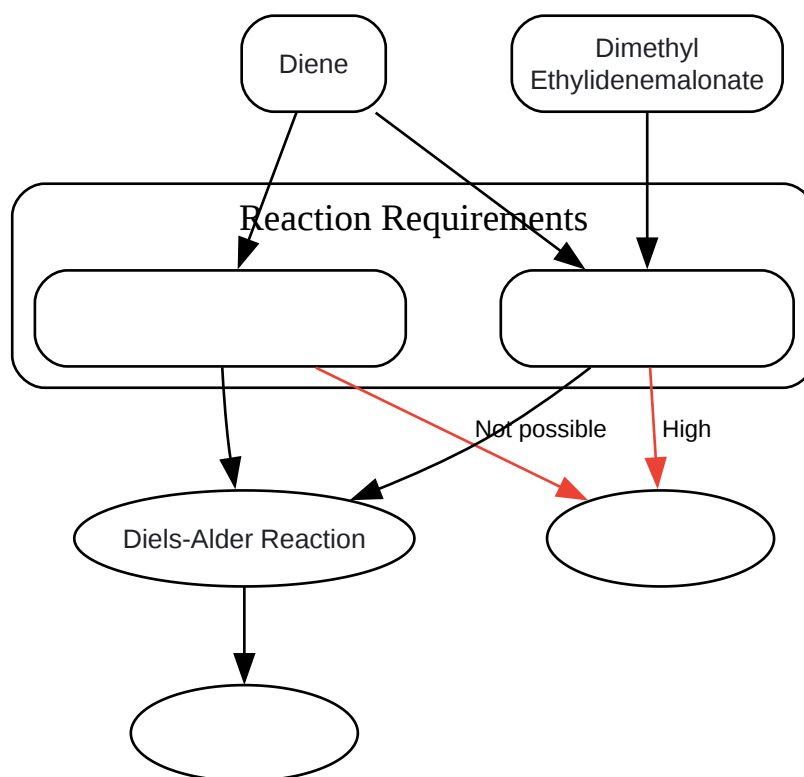 Diene
Dimethyl
Ethylidenemalonate
Reaction Requirements
Not possible
High
Diels-Alder Reaction